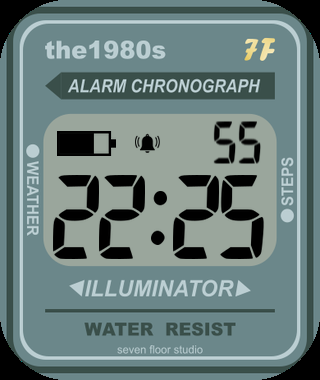 the1980s 7F
ALARM CHRONOGRAPH
55
WEATHER
22:25
STEPS
ILLUMINATOR
WATER RESIST
seven floor studio